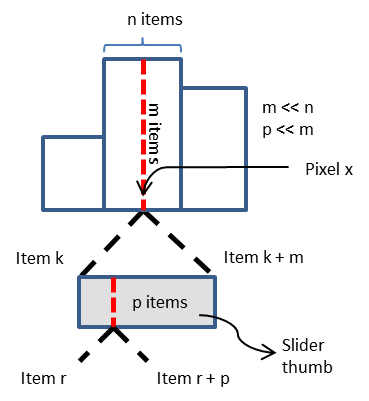 n items
m items
m << n
p << m
Pixel x
Item k
Item k + m
p items
Slider
thumb
Item r
Item r + p